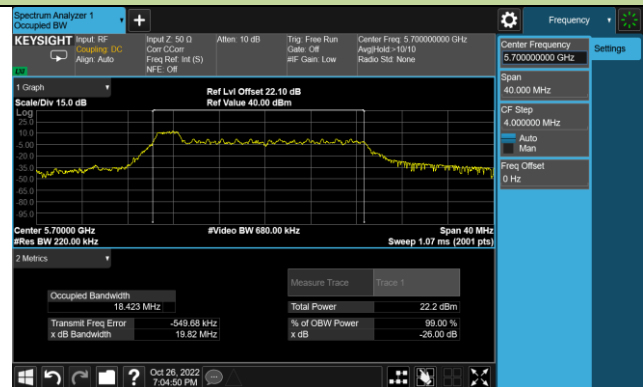 Spectrum Analyzer 1
Occupied BW
Frequency
KEYSIGHT
Input: RF
Coupling: DC
Align: Auto
Input Z: 50 Ω
Corr CCorr
Freq Ref: Int (S)
NFE: Off
Atten: 10 dB
Trig: Free Run
Gate: Off
#IF Gain: Low
Center Freq: 5.700000000 GHz
Avg|Hold:>10/10
Radio Std: None
Center Frequency
5.700000000 GHz
Settings
Span
40.000 MHz
CF Step
4.000000 MHz
Auto
Man
Freq Offset
0 Hz
1 Graph
Scale/Div 15.0 dB
Ref Lvl Offset 22.10 dB
Ref Value 40.00 dBm
Log
25.0
10.0
-5.00
-20.0
-35.0
-50.0
-65.0
-80.0
-95.0
Center 5.70000 GHz
#Res BW 220.00 kHz
#Video BW 680.00 kHz
Span 40 MHz
Sweep 1.07 ms (2001 pts)
2 Metrics
Measure Trace
Trace 1
Occupied Bandwidth
18.423 MHz
Total Power
22.2 dBm
Transmit Freq Error
-549.68 kHz
% of OBW Power
99.00 %
x dB Bandwidth
19.82 MHz
x dB
-26.00 dB
Oct 26, 2022
7:04:50 PM